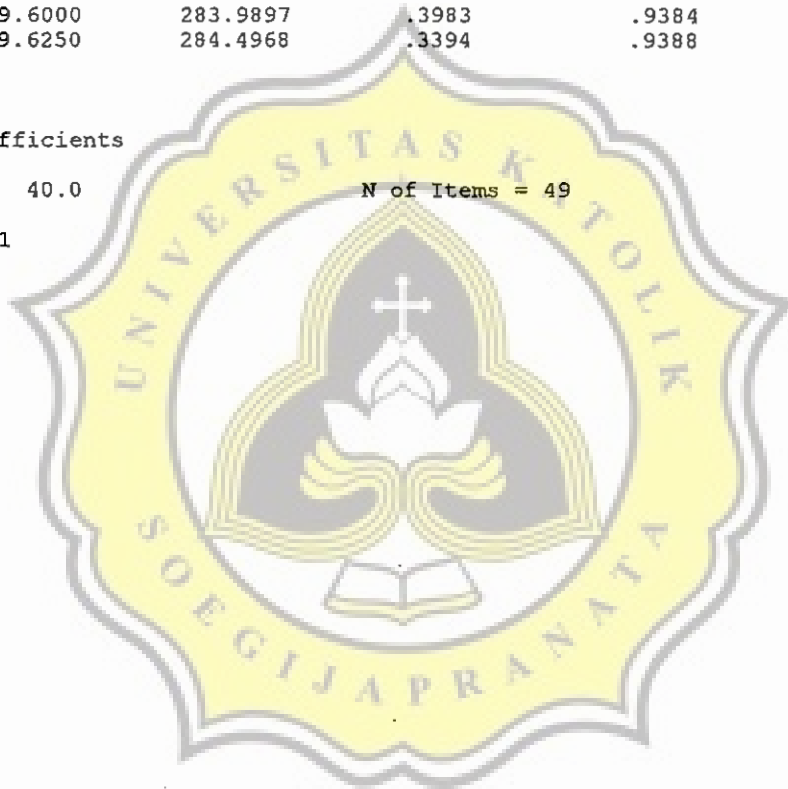 9.6000 283.9897 .3983 .9384
9.6250 284.4968 .3394 .9388
fficients
40.0 N of Items = 49
1
UNIVERSITAS KATOLIK
SOEGIJAPRANATA